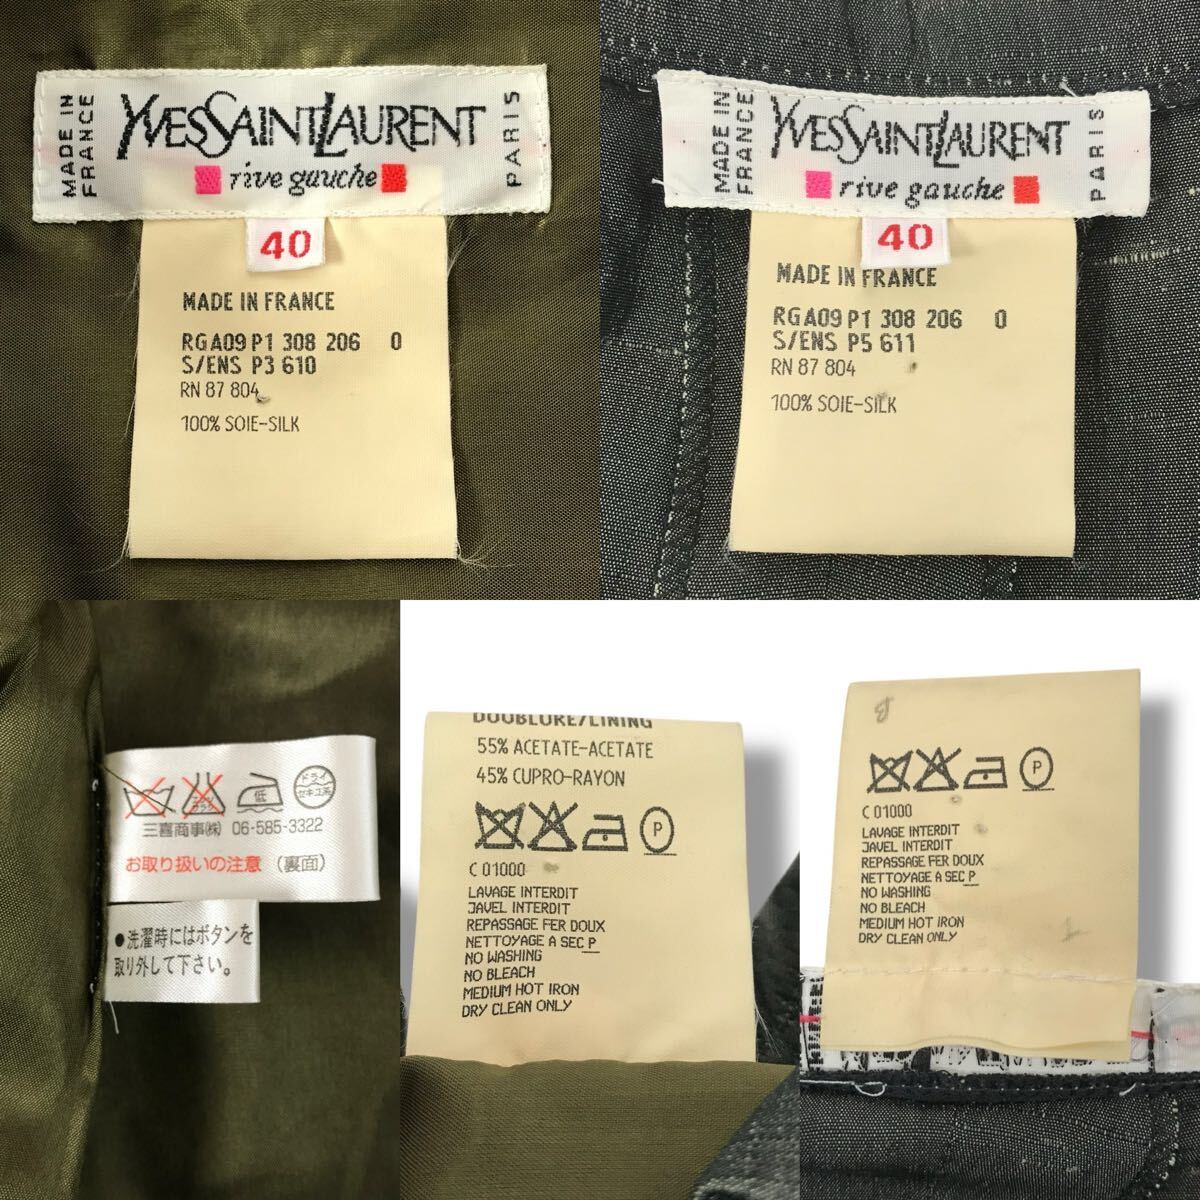 MADE IN
FRANCE
YVESSAINTLAURENT
rive gauche
PARIS
40
MADE IN FRANCE
RGA09 P1 308 206 0
S/ENS P3 610
RN 87 804
100% SOIE-SILK
MADE IN
FRANCE
YVESSAINTLAURENT
rive gauche
PARIS
40
MADE IN FRANCE
RGA09 P1 308 206 0
S/ENS P5 611
RN 87 804
100% SOIE-SILK
低
ドライ
セキユ系
三喜商事㈱ 06-585-3322
お取り扱いの注意 (裏面)
●洗濯時にはボタンを
取り外して下さい。
DOUBLURE/LINING
55% ACETATE-ACETATE
45% CUPRO-RAYON
P
C 01000
LAVAGE INTERDIT
JAVEL INTERDIT
REPASSAGE FER DOUX
NETTOYAGE A SEC P
NO WASHING
NO BLEACH
MEDIUM HOT IRON
DRY CLEAN ONLY
P
C 01000
LAVAGE INTERDIT
JAVEL INTERDIT
REPASSAGE FER DOUX
NETTOYAGE A SEC P
NO WASHING
NO BLEACH
MEDIUM HOT IRON
DRY CLEAN ONLY